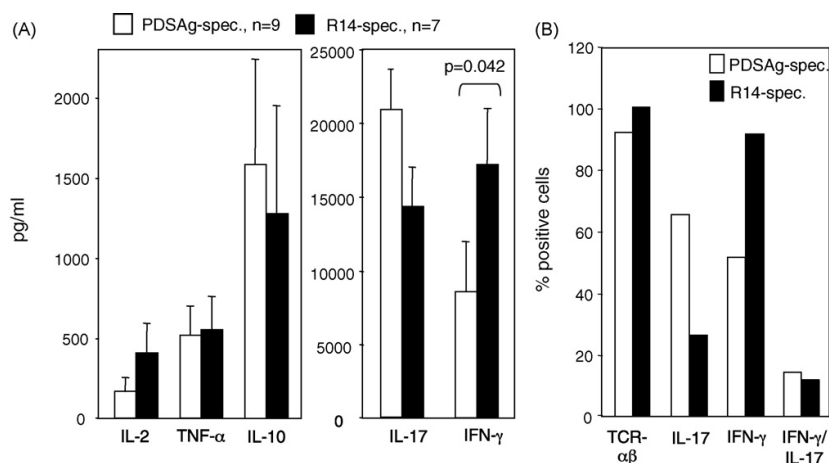 (A)
PDSAg-spec., n=9
R14-spec., n=7
pg/ml
2000
1500
1000
500
0
IL-2
TNF-α
IL-10
25000
20000
15000
10000
5000
0
p=0.042
IL-17
IFN-γ
(B)
% positive cells
120
100
80
60
40
20
0
PDSAg-spec.
R14-spec.
TCR-
αβ
IL-17
IFN-γ
IFN-γ/
IL-17